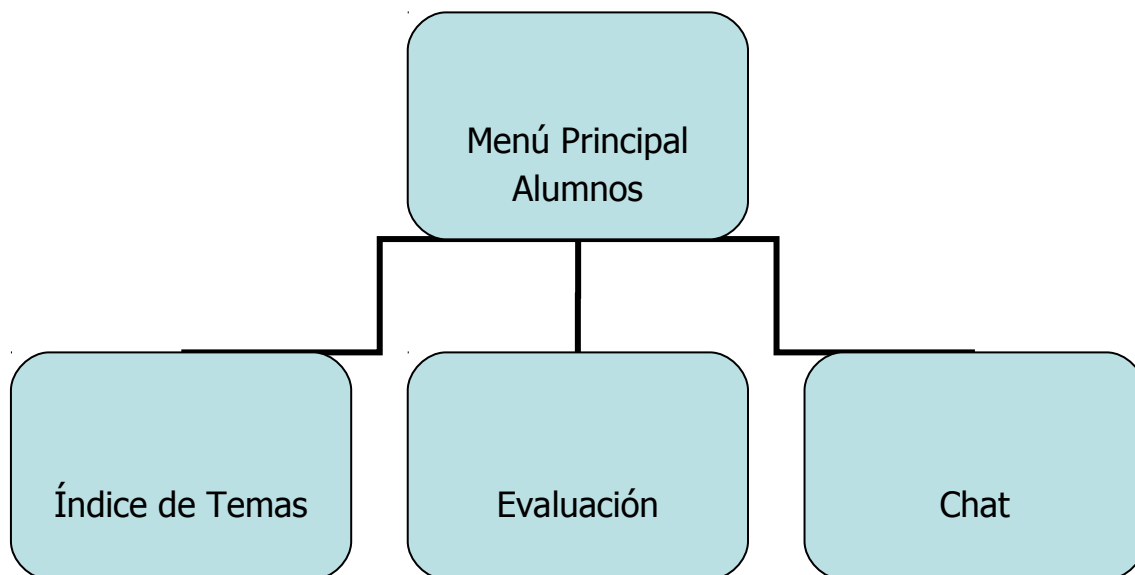 Menú Principal
Alumnos
Índice de Temas
Evaluación
Chat